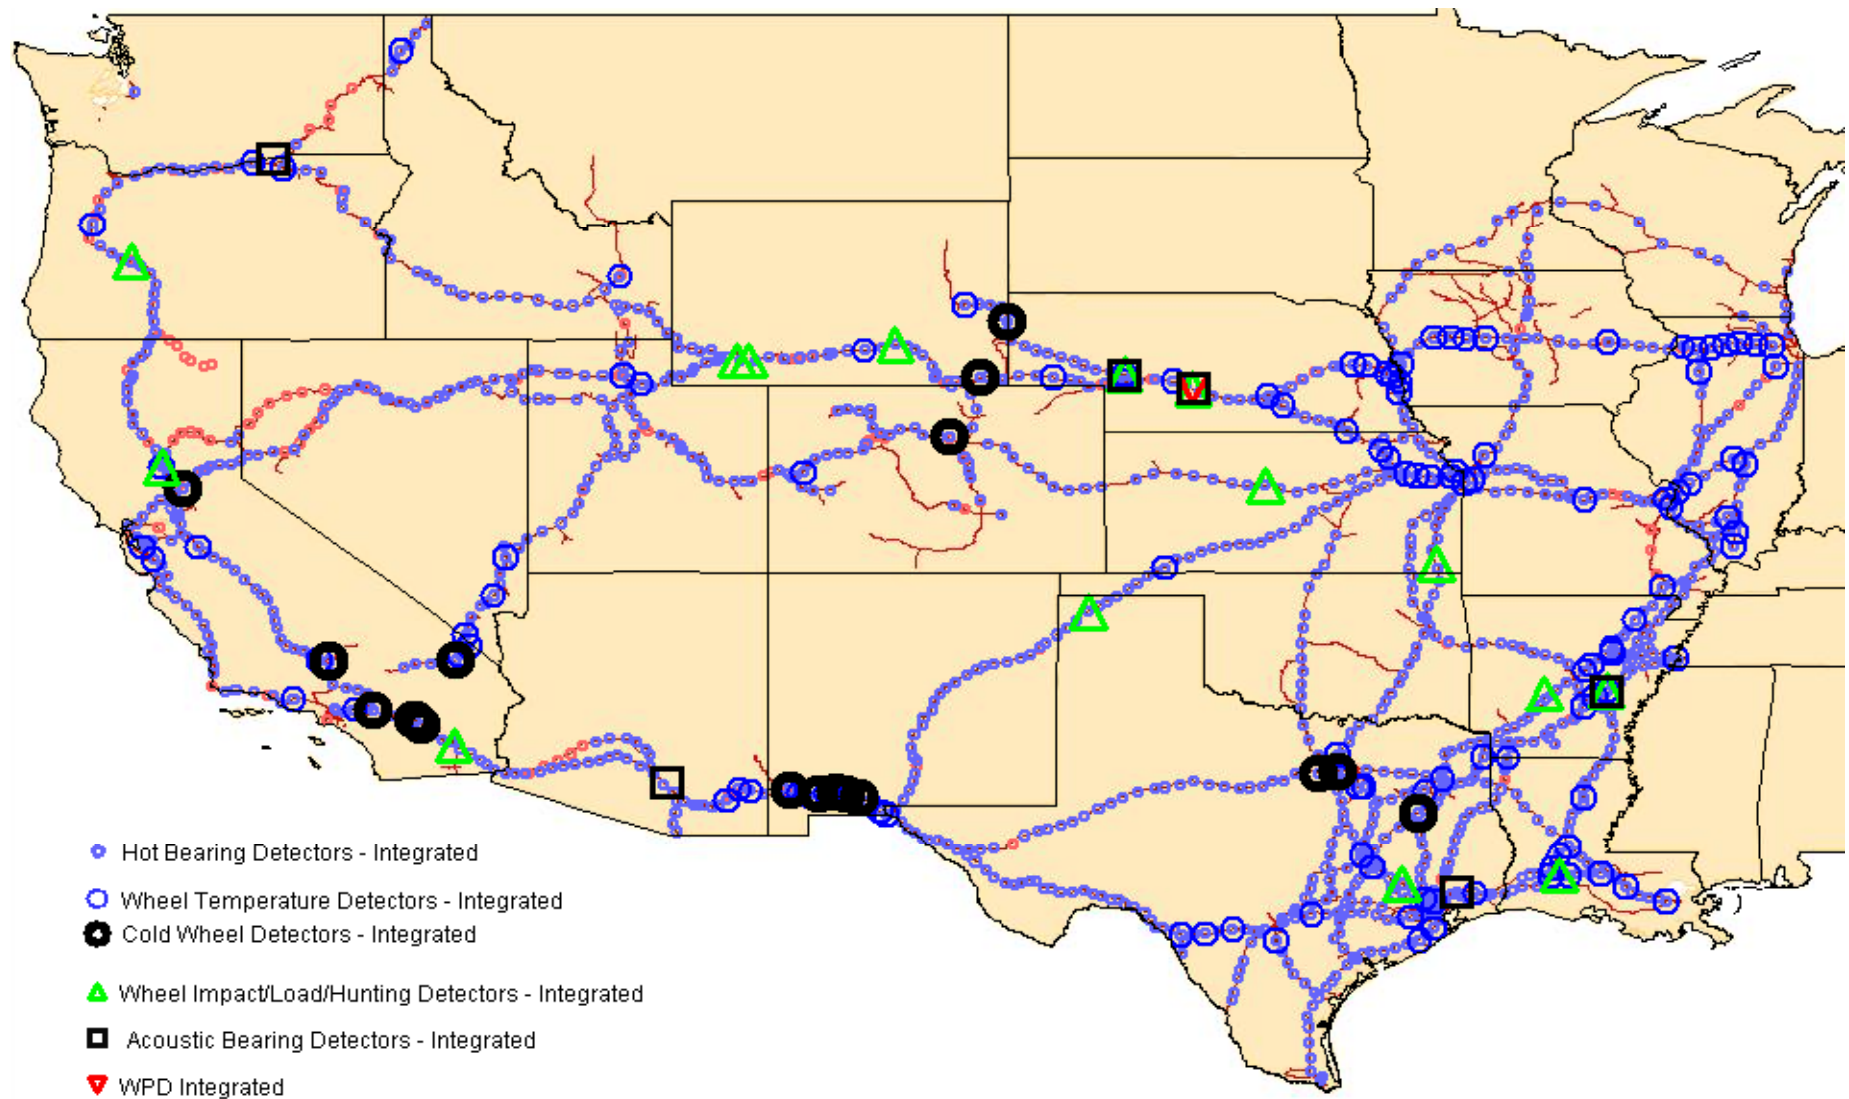 Hot Bearing Detectors - Integrated
Wheel Temperature Detectors - Integrated
Cold Wheel Detectors - Integrated
Wheel Impact/Load/Hunting Detectors - Integrated
Acoustic Bearing Detectors - Integrated
WPD Integrated